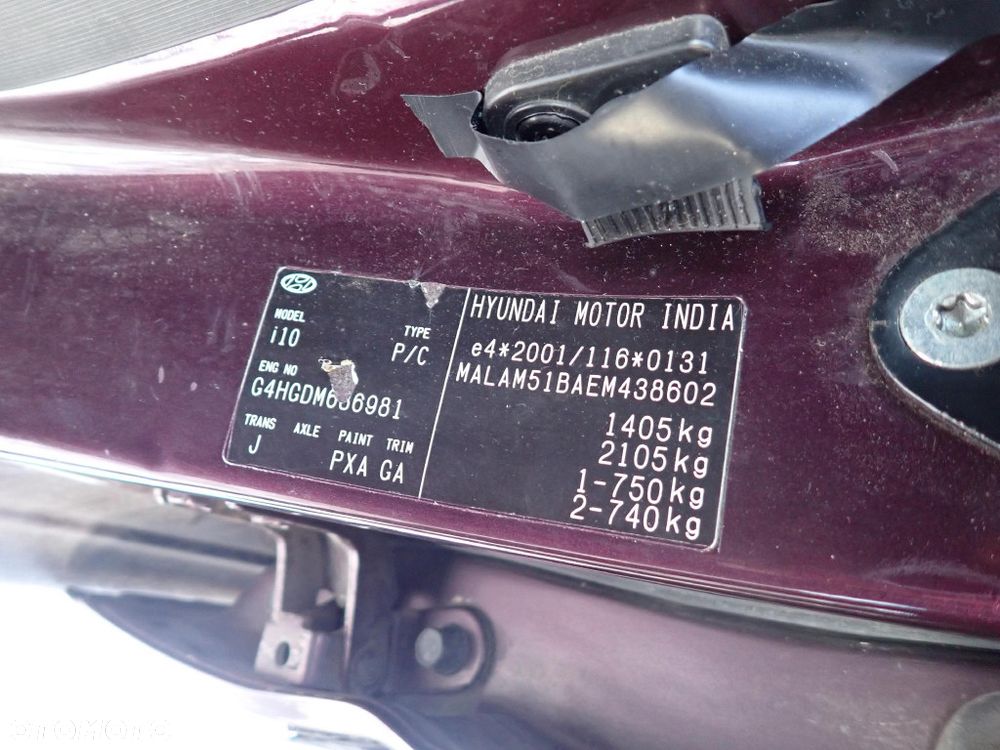 MODEL
i10
TYPE
P/C
ENG NO
TRANS AXLE PAINT TRIM
J PXA GA
HYUNDAI MOTOR INDIA
e4*2001/116*0131
MALAM51BAEM438602
1405kg
2105kg
1-750kg
2-740kg
OTOMOTO